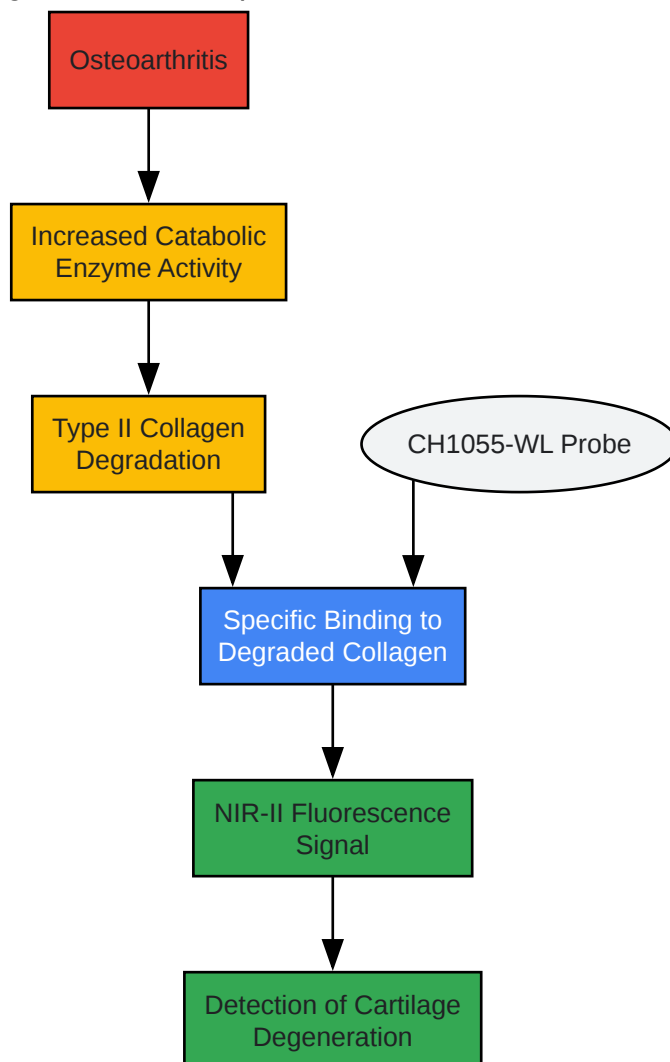 Osteoarthritis
Increased Catabolic
Enzyme Activity
Type II Collagen
Degradation
CH1055-WL Probe
Specific Binding to
Degraded Collagen
NIR-II Fluorescence
Signal
Detection of Cartilage
Degeneration